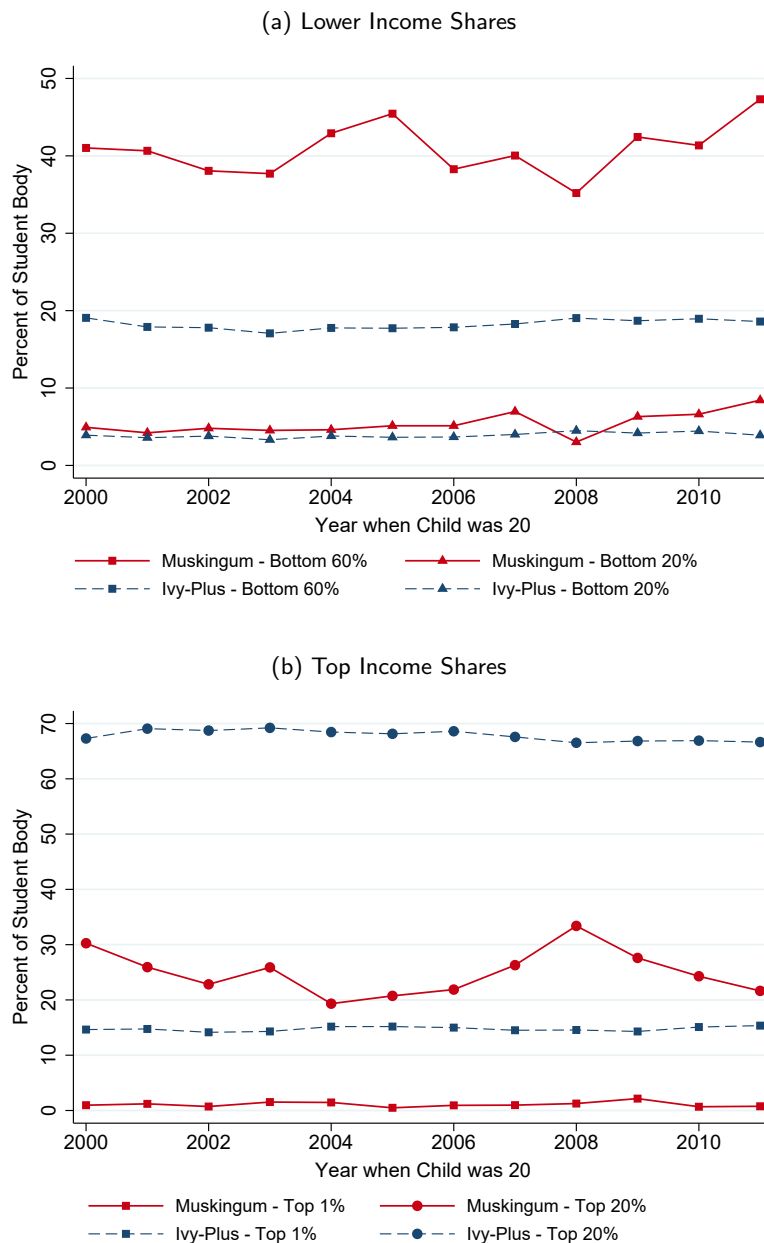 (a) Lower Income Shares
Percent of Student Body
50
40
30
20
10
0
2000 2002 2004 2006 2008 2010
Year when Child was 20
Muskingum - Bottom 60% Muskingum - Bottom 20%
Ivy-Plus - Bottom 60% Ivy-Plus - Bottom 20%
(b) Top Income Shares
Percent of Student Body
70
60
50
40
30
20
10
0
2000 2002 2004 2006 2008 2010
Year when Child was 20
Muskingum - Top 1% Muskingum - Top 20%
Ivy-Plus - Top 1% Ivy-Plus - Top 20%